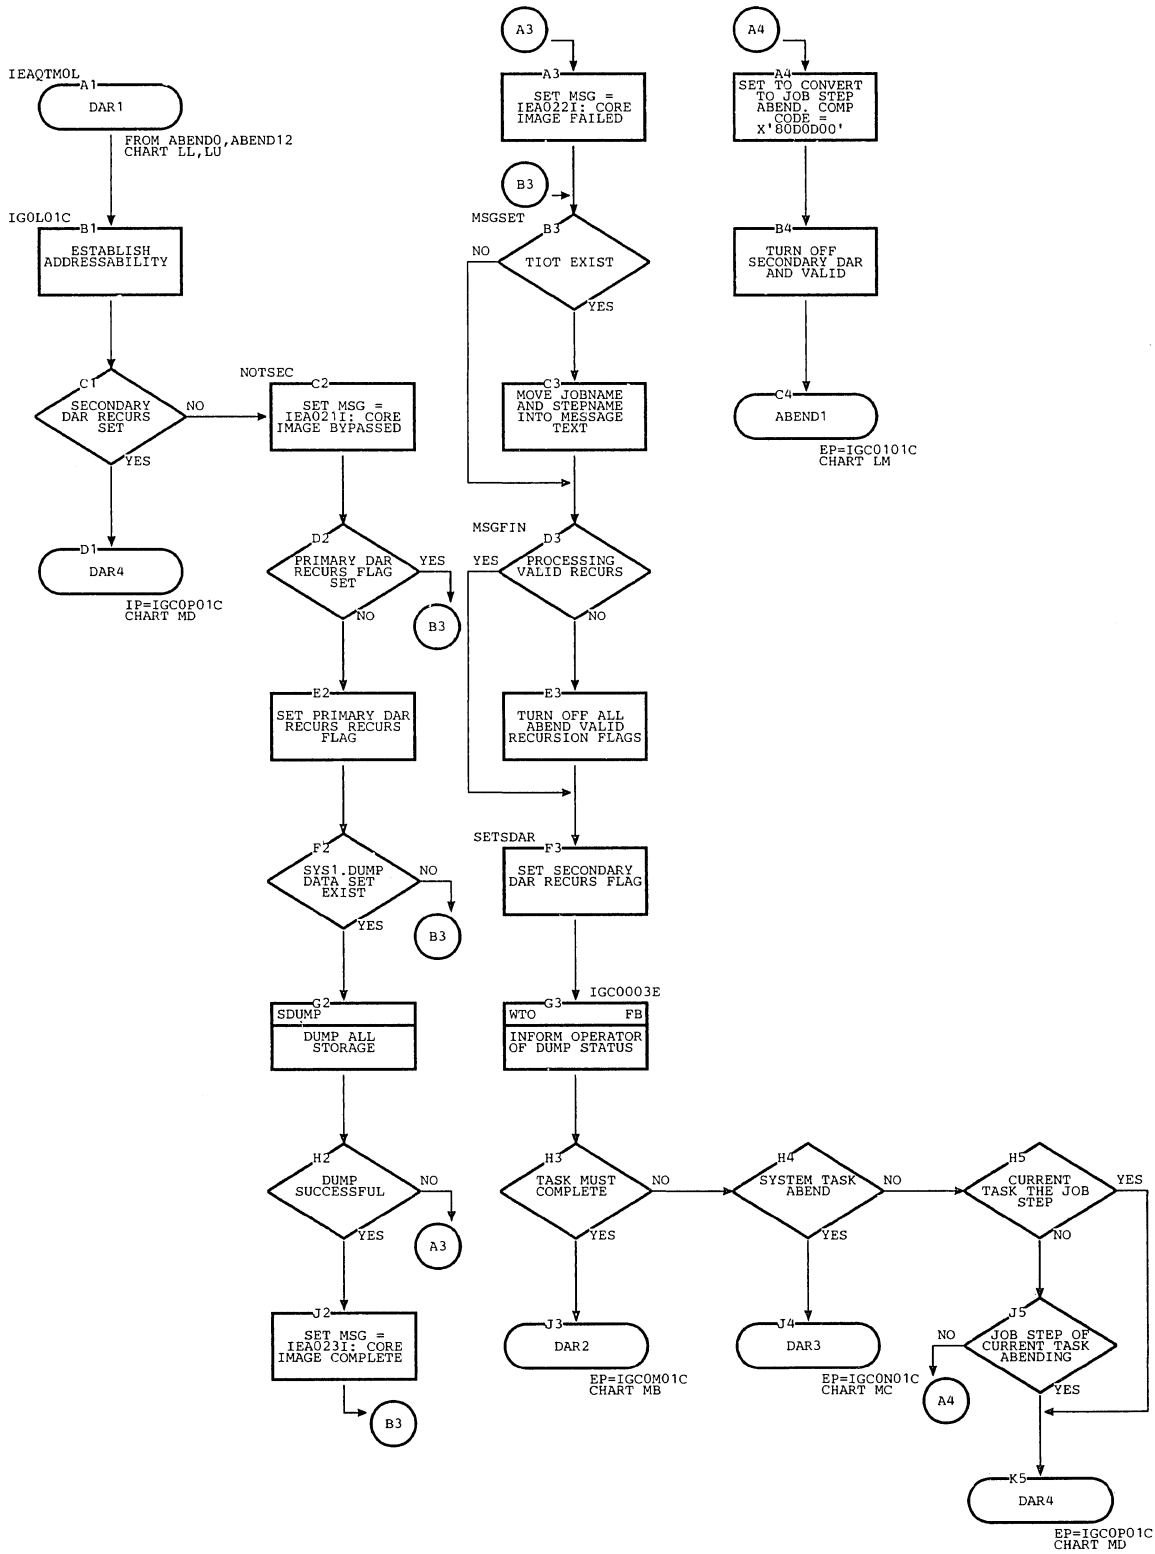 IEAQTM0L
A1
DAR1
FROM ABEND0,ABEND12
CHART LL,LU
IG0L01C
B1
ESTABLISH
ADDRESSABILITY
C1
SECONDARY
DAR RECURS
SET
NO
YES
D1
DAR4
IP=IGC0P01C
CHART MD
NOTSEC
C2
SET MSG =
IEA021I: CORE
IMAGE BYPASSED
D2
PRIMARY DAR
RECURS FLAG
SET
YES
B3
NO
E2
SET PRIMARY DAR
RECURS RECURS
FLAG
F2
SYS1.DUMP
DATA SET
EXIST
NO
B3
YES
G2
SDUMP
DUMP ALL
STORAGE
H2
DUMP
SUCCESSFUL
NO
A3
YES
J2
SET MSG =
IEA023I: CORE
IMAGE COMPLETE
B3
A3
A3
SET MSG =
IEA022I: CORE
IMAGE FAILED
B3
MSGSET
B3
NO
TIOT EXIST
YES
C3
MOVE JOBNAME
AND STEPNAME
INTO MESSAGE
TEXT
MSGFIN
D3
YES
PROCESSING
VALID RECURS
NO
E3
TURN OFF ALL
ABEND VALID
RECURSION FLAGS
SETSDAR
F3
SET SECONDARY
DAR RECURS FLAG
IGC0003E
G3
WTO FB
INFORM OPERATOR
OF DUMP STATUS
H3
TASK MUST
COMPLETE
NO
YES
J3
DAR2
EP=IGC0M01C
CHART MB
A4
A4
SET TO CONVERT
TO JOB STEP
ABEND. COMP
CODE =
X'80D0D00'
B4
TURN OFF
SECONDARY DAR
AND VALID
C4
ABEND1
EP=IGC0101C
CHART LM
H4
SYSTEM TASK
ABEND
NO
YES
J4
DAR3
EP=IGC0N01C
CHART MC
H5
CURRENT
TASK THE JOB
STEP
YES
NO
J5
NO
JOB STEP OF
CURRENT TASK
ABENDING
A4
YES
K5
DAR4
EP=IGC0P01C
CHART MD